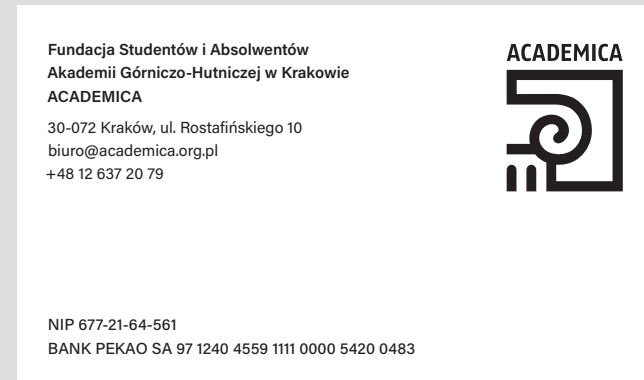 Fundacja Studentów i Absolwentów
Akademii Górniczo-Hutniczej w Krakowie
ACADEMICA
30-072 Kraków, ul. Rostafińskiego 10
biuro@academica.org.pl
+48 12 637 20 79
ACADEMICA
NIP 677-21-64-561
BANK PEKAO SA 97 1240 4559 1111 0000 5420 0483